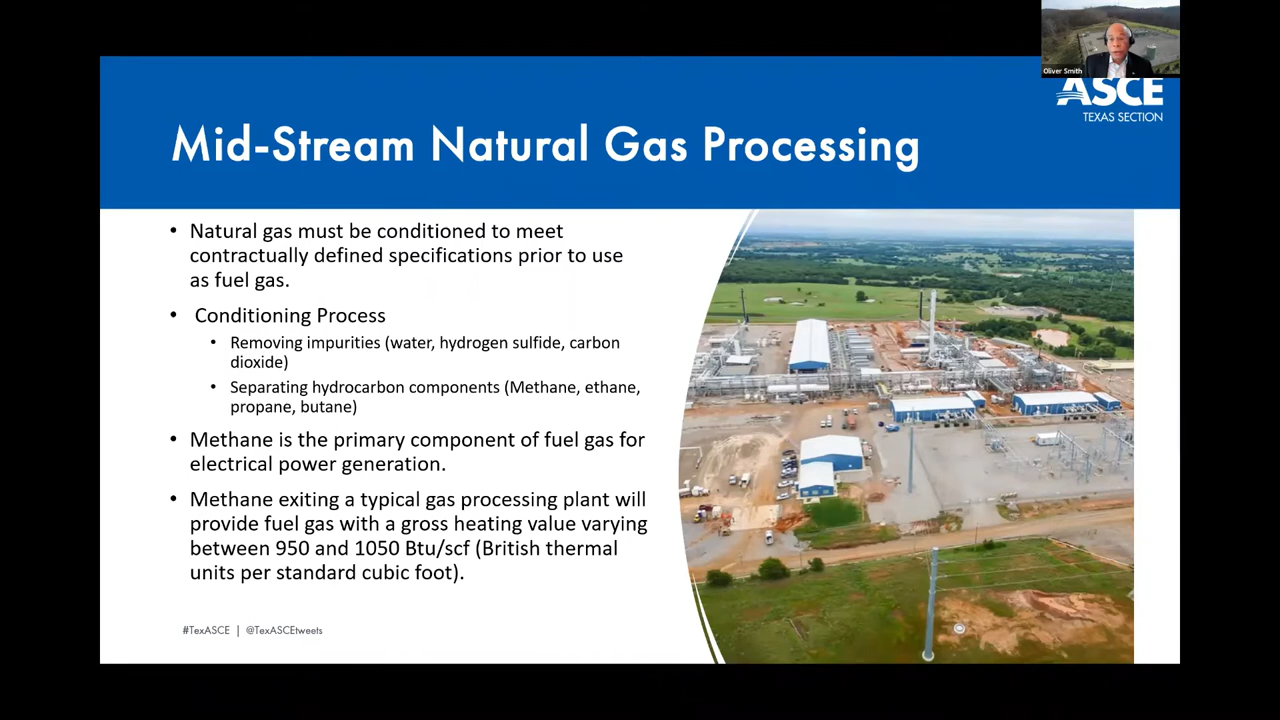 Oliver Smith
ASCE
TEXAS SECTION
Mid-Stream Natural Gas Processing
• Natural gas must be conditioned to meet
contractually defined specifications prior to use
as fuel gas.
• Conditioning Process
• Removing impurities (water, hydrogen sulfide, carbon
dioxide)
• Separating hydrocarbon components (Methane, ethane,
propane, butane)
• Methane is the primary component of fuel gas for
electrical power generation.
• Methane exiting a typical gas processing plant will
provide fuel gas with a gross heating value varying
between 950 and 1050 Btu/scf (British thermal
units per standard cubic foot).
#TexASCE | @TexASCEtweets